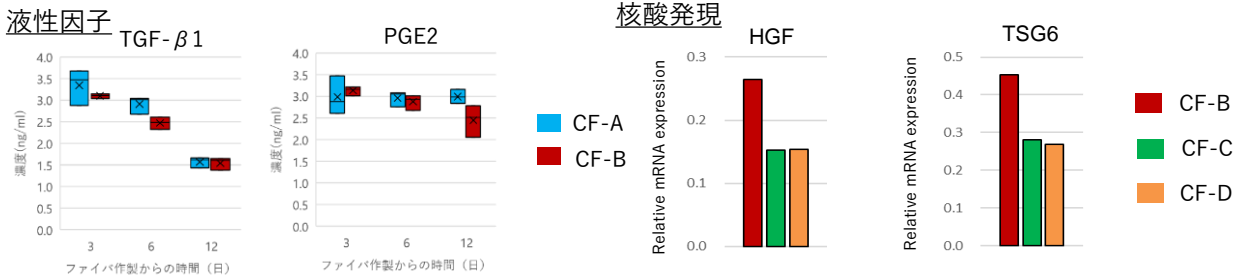 液性因子
TGF-β1
4.0
3.5
3.0
2.5
2.0
1.5
1.0
0.5
0.0
濃度(ng/ml)
3 6 12
ファイバ作製からの時間（日）
PGE2
4.0
3.5
3.0
2.5
2.0
1.5
1.0
0.5
0.0
濃度(ng/ml)
3 6 12
ファイバ作製からの時間（日）
CF-A
CF-B
核酸発現
HGF
Relative mRNA expression
0.3
0.2
0.1
0.0
TSG6
Relative mRNA expression
0.5
0.4
0.3
0.2
0.1
0.0
CF-B
CF-C
CF-D